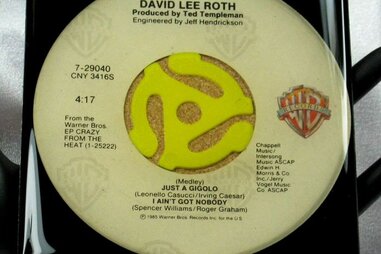 DAVID LEE ROTH
Produced by Ted Templeman
Engineered by Jeff Hendrickson
7-29040
CNY 3416S
4:17
From the
Warner Bros.
EP CRAZY
FROM THE
HEAT (1-25222)
RECORDS
Chappell
Music/
Intersong
Music ASCAP
Edwin H.
Morris & Co
Inc./Jerry
Vogel Music
Co ASCAP
(Medley)
JUST A GIGOLO
(Leonello Casucci/Irving Caesar)
I AIN'T GOT NOBODY
(Spencer Williams/Roger Graham)
© 1985 Warner Bros. Records Inc. for the U S